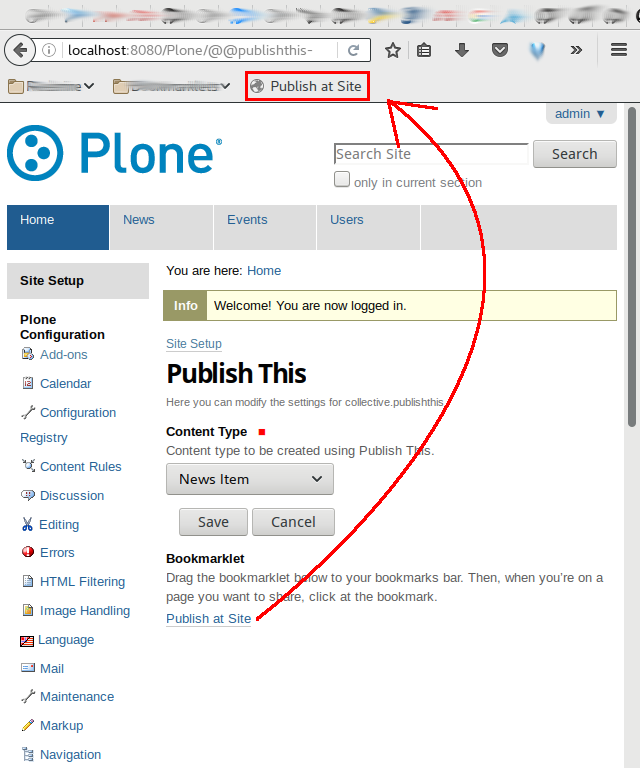 localhost:8080/Plone/@@publishthis-
Publish at Site
admin ▼
Plone®
Search Site
Search
only in current section
Home
News
Events
Users
Site Setup
Plone
Configuration
Add-ons
Calendar
Configuration
Registry
Content Rules
Discussion
Editing
Errors
HTML Filtering
Image Handling
Language
Mail
Maintenance
Markup
Navigation
You are here: Home
Info Welcome! You are now logged in.
Site Setup
Publish This
Here you can modify the settings for collective.publishthis.
Content Type
Content type to be created using Publish This.
News Item
Save
Cancel
Bookmarklet
Drag the bookmarklet below to your bookmarks bar. Then, when you're on a
page you want to share, click at the bookmark.
Publish at Site